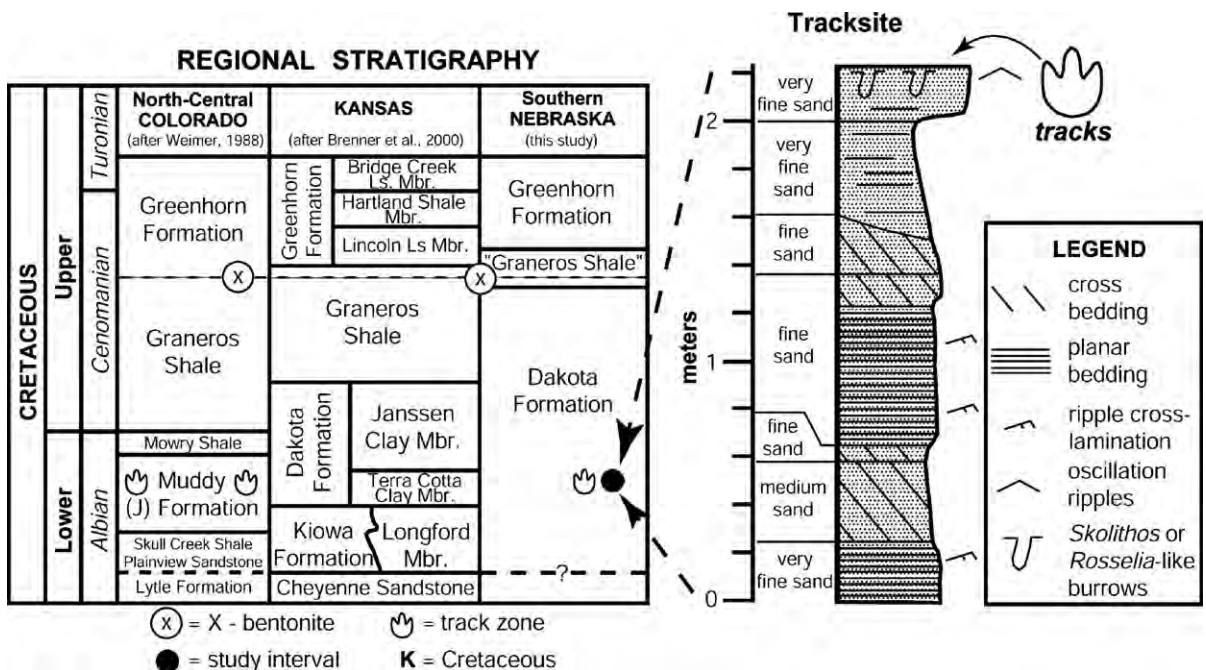 REGIONAL STRATIGRAPHY
North-Central
COLORADO
(after Weimer, 1988)
KANSAS
(after Brenner et al., 2000)
Southern
NEBRASKA
(this study)
CRETACEOUS
Upper
Lower
Turonian
Cenomanian
Albian
Greenhorn
Formation
X
Graneros
Shale
Mowry Shale
Muddy
(J) Formation
Skull Creek Shale
Plainview Sandstone
Lytle Formation
Greenhorn
Formation
Bridge Creek
Ls. Mbr.
Hartland Shale
Mbr.
Lincoln Ls Mbr.
X
Graneros
Shale
Dakota
Formation
Janssen
Clay Mbr.
Terra Cotta
Clay Mbr.
Kiowa
Formation
Longford
Mbr.
Cheyenne Sandstone
Greenhorn
Formation
"Graneros Shale"
Dakota
Formation
?
X = X - bentonite
= track zone
= study interval
K = Cretaceous
Tracksite
tracks
meters
2
1
0
very
fine sand
very
fine
sand
fine
sand
fine
sand
fine
sand
medium
sand
very
fine sand
LEGEND
cross
bedding
planar
bedding
ripple cross-
lamination
oscillation
ripples
Skolithos or
Rosselia-like
burrows